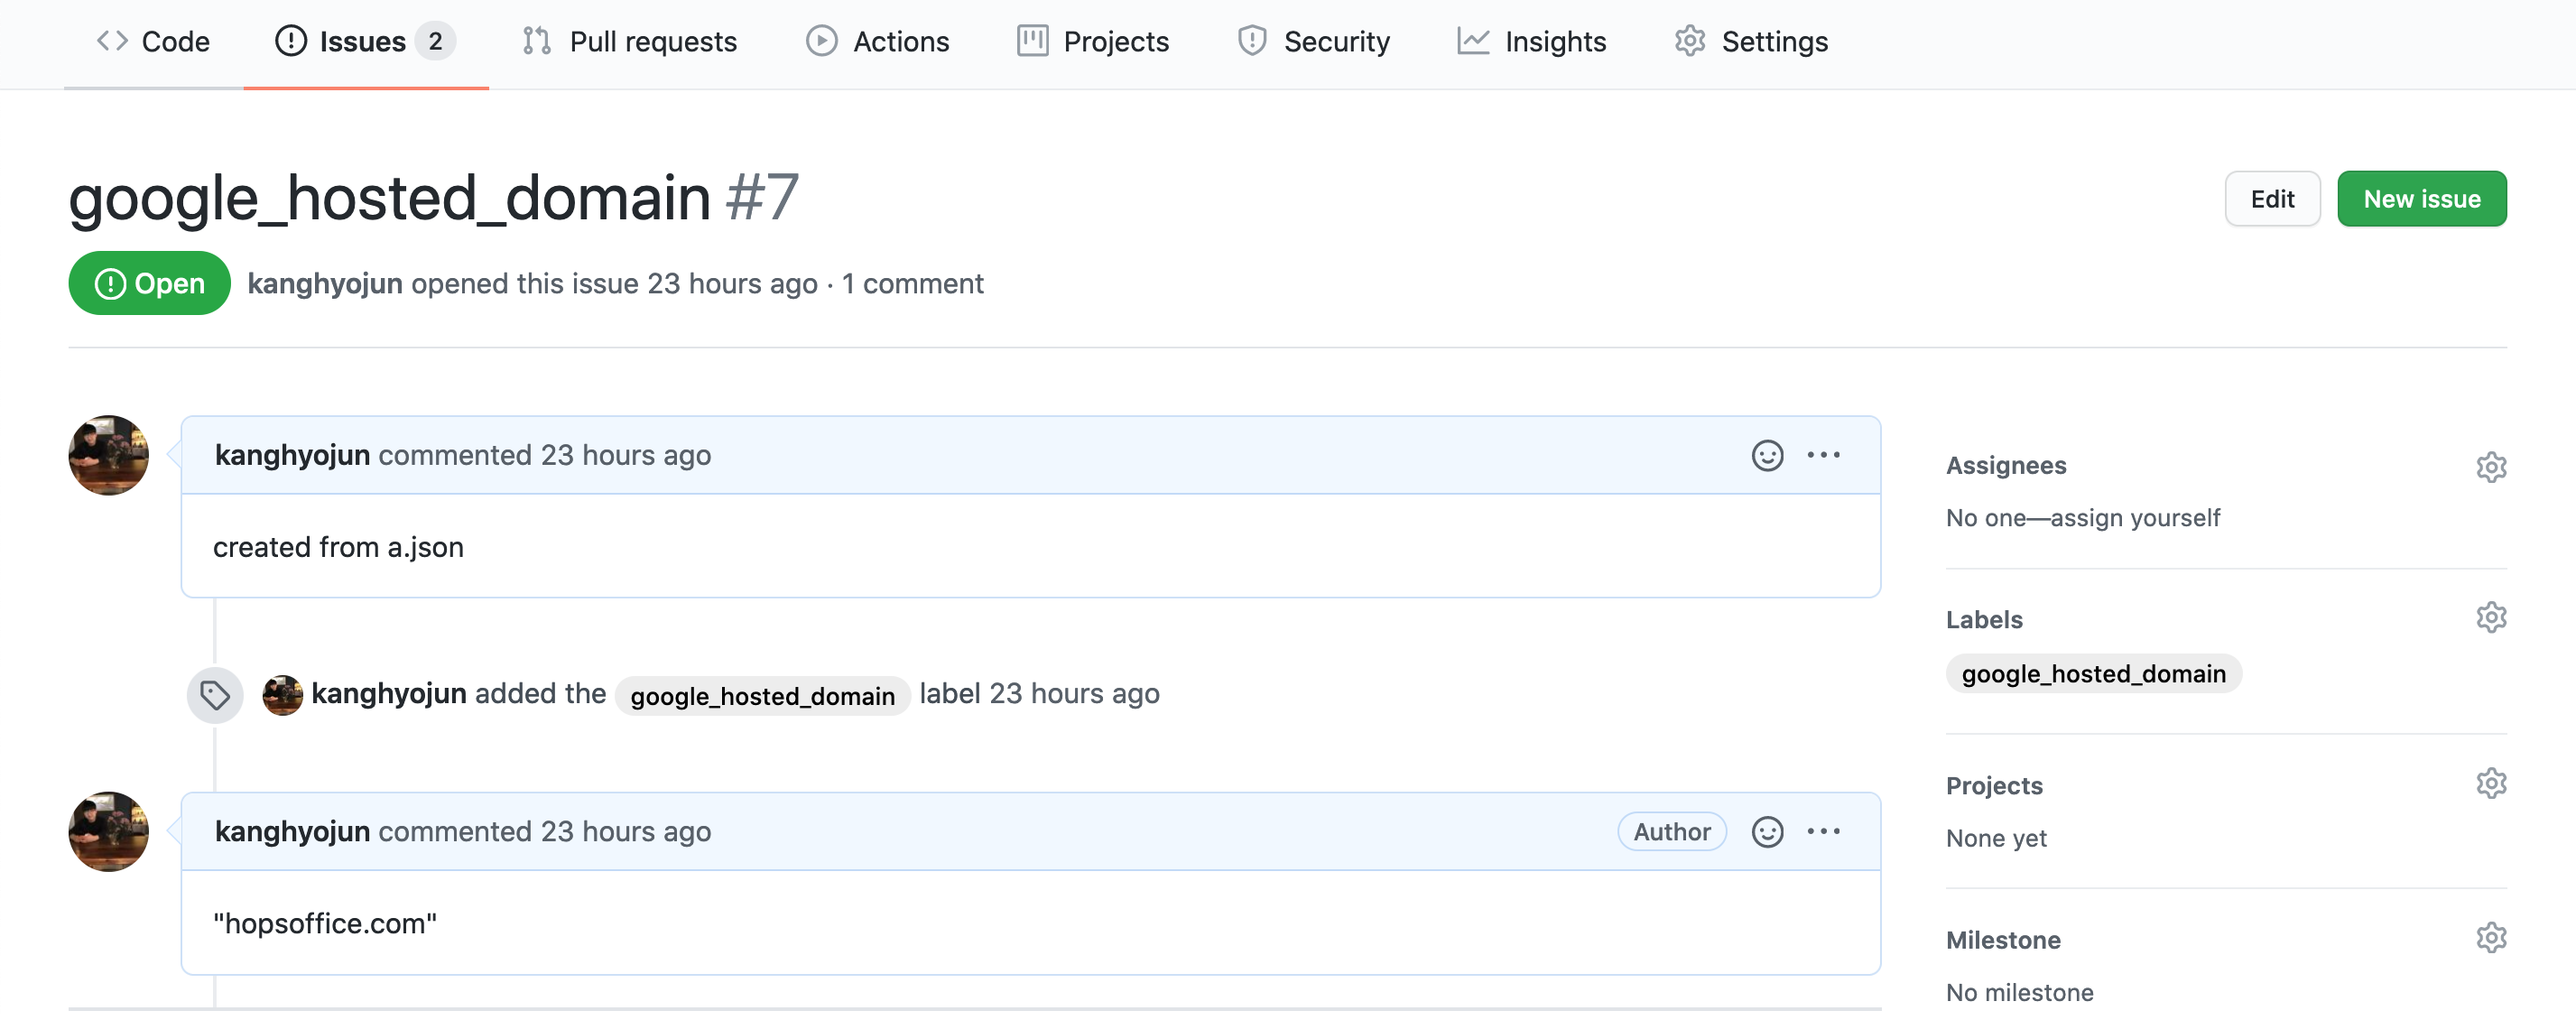 Code Issues 2 Pull requests Actions Projects Security Insights Settings
google_hosted_domain #7
Edit New issue
Open kanghyojun opened this issue 23 hours ago · 1 comment
kanghyojun commented 23 hours ago
created from a.json
kanghyojun added the google_hosted_domain label 23 hours ago
kanghyojun commented 23 hours ago Author
"hopsoffice.com"
Assignees
No one—assign yourself
Labels
google_hosted_domain
Projects
None yet
Milestone
No milestone